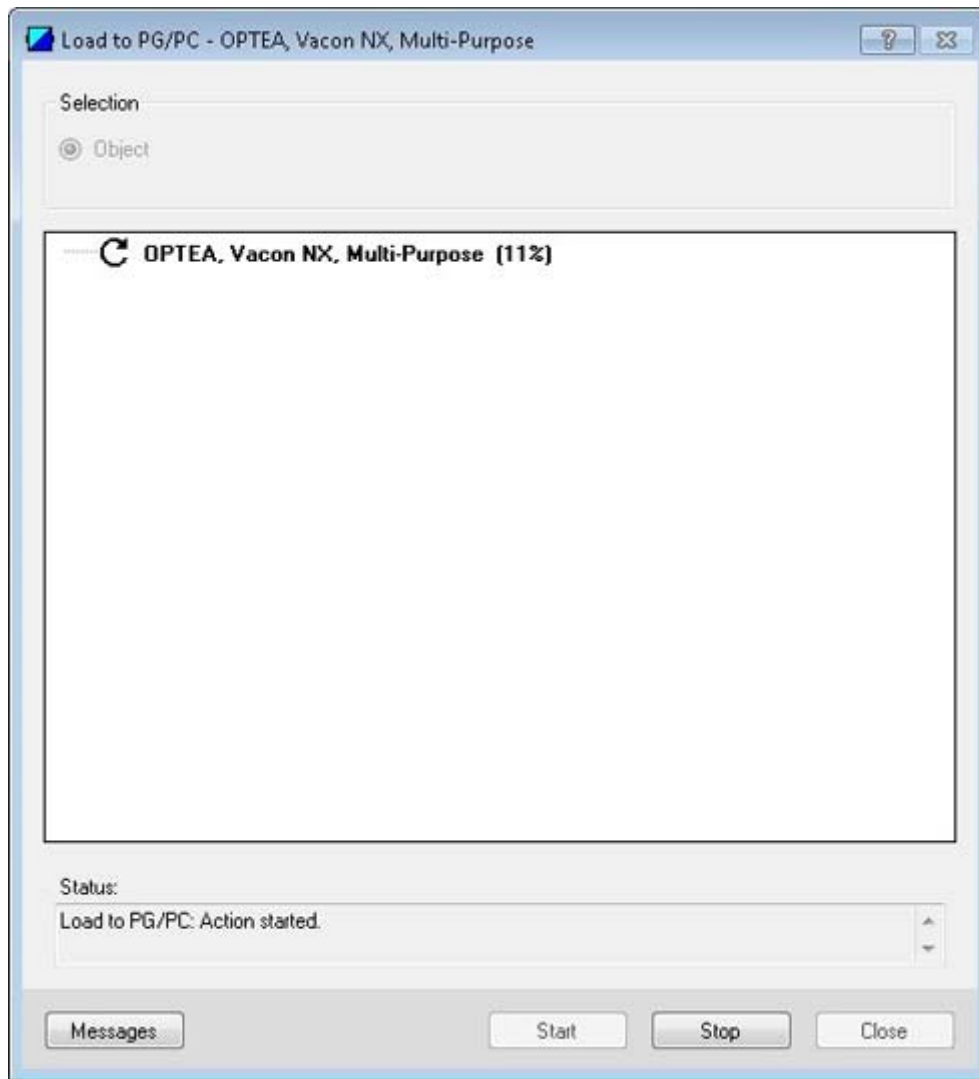 Load to PG/PC - OPTEA, Vacon NX, Multi-Purpose
Selection
Object
OPTEA, Vacon NX, Multi-Purpose (11%)
Status:
Load to PG/PC: Action started.
Messages
Start
Stop
Close